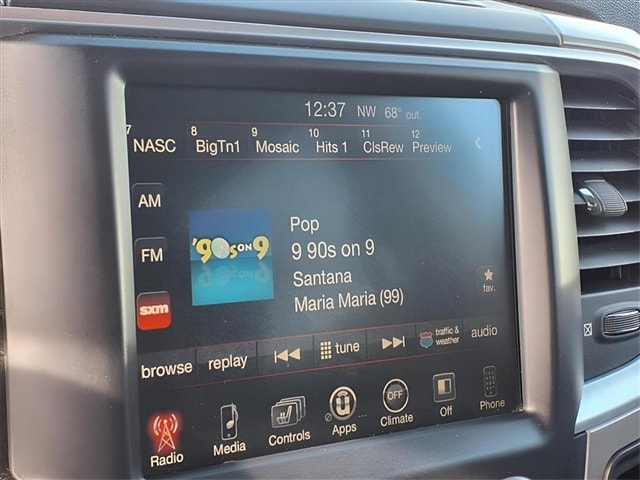 12:37 NW 68° out.
7 NASC 8 BigTn1 9 Mosaic 10 Hits 1 11 ClsRew 12 Preview
AM
FM
sxm
'90s ON 9
Pop
9 90s on 9
Santana
Maria Maria (99)
fav.
browse replay tune traffic & weather audio
Radio Media Controls Apps OFF Climate Off Phone